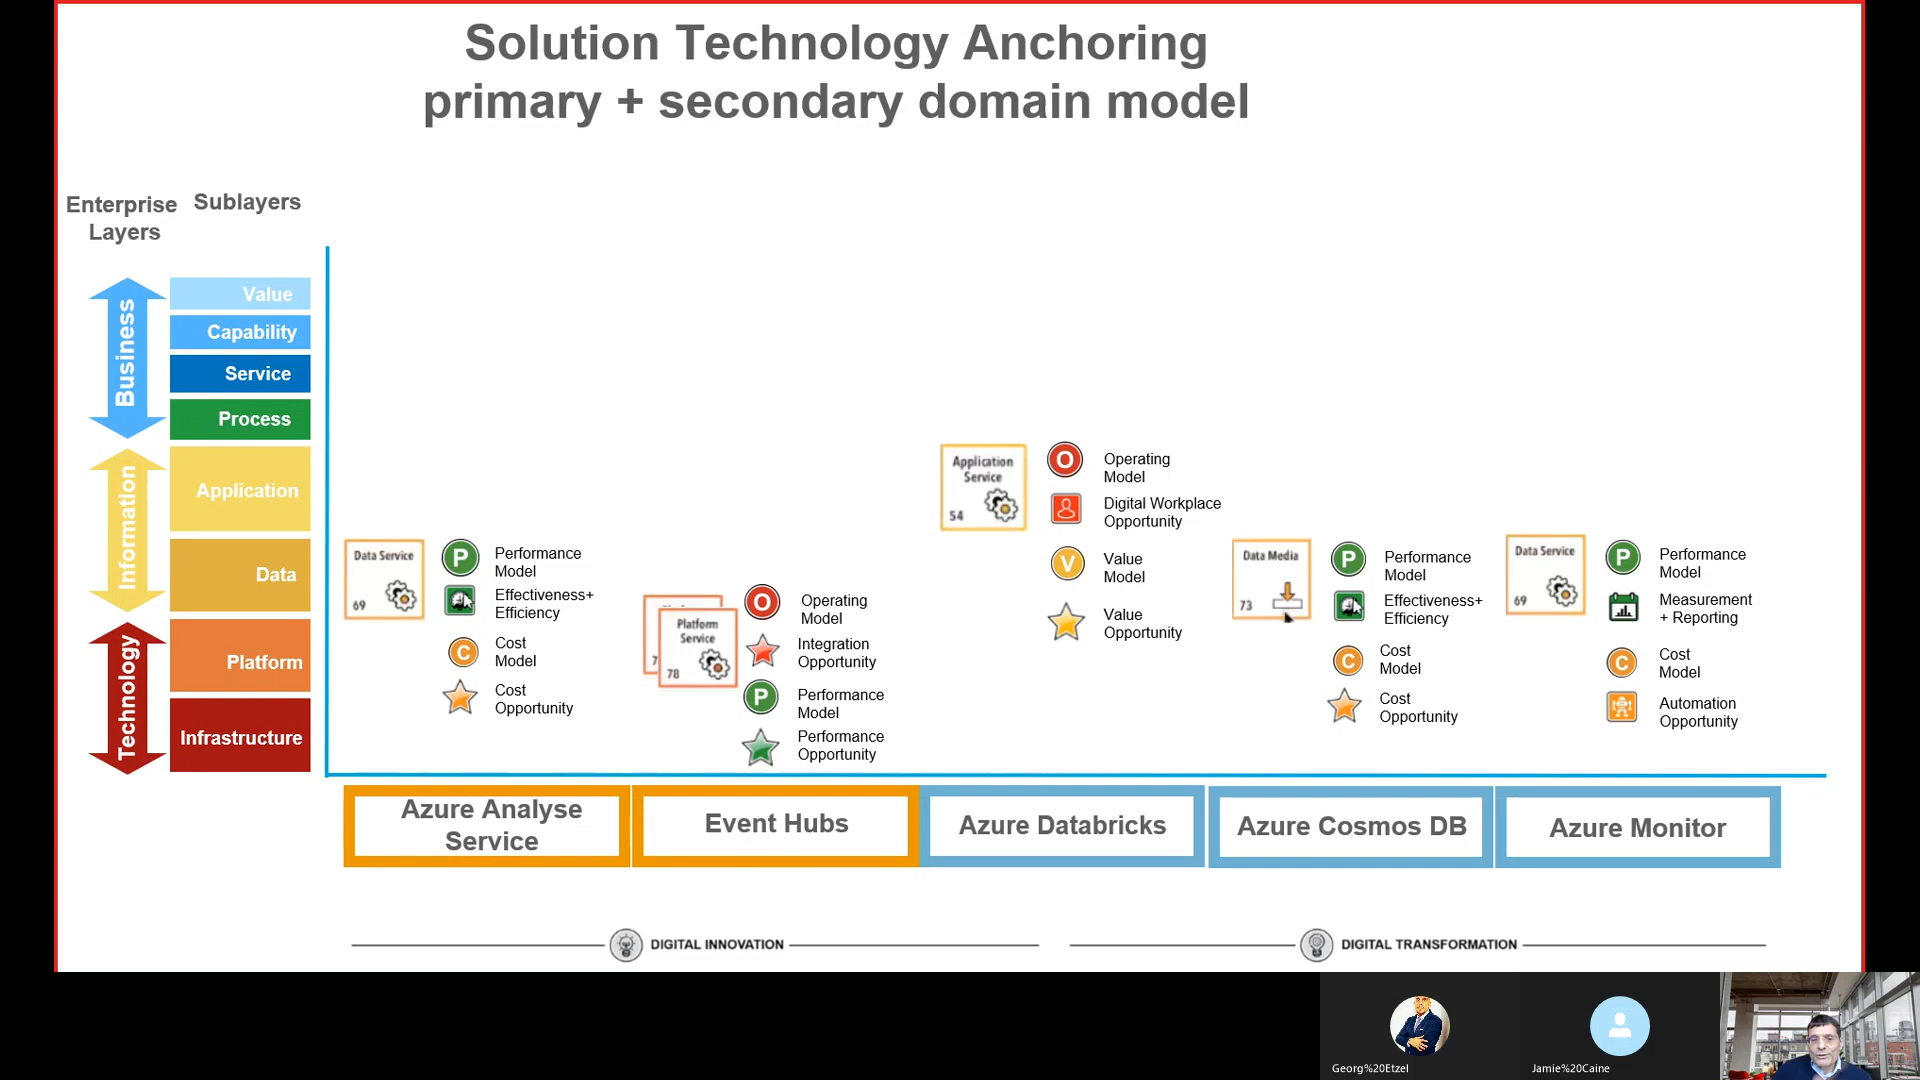 Solution Technology Anchoring
primary + secondary domain model
Enterprise
Layers
Sublayers
Business
Value
Capability
Service
Process
Information
Application
Data
Technology
Platform
Infrastructure
Data Service
69
P
Performance
Model
Effectiveness+
Efficiency
C
Cost
Model
Cost
Opportunity
7
Platform
Service
78
O
Operating
Model
Integration
Opportunity
P
Performance
Model
Performance
Opportunity
Application
Service
54
O
Operating
Model
Digital Workplace
Opportunity
V
Value
Model
Value
Opportunity
Data Media
73
P
Performance
Model
Effectiveness+
Efficiency
C
Cost
Model
Cost
Opportunity
Data Service
69
P
Performance
Model
Measurement
+ Reporting
C
Cost
Model
Automation
Opportunity
Azure Analyse
Service
Event Hubs
Azure Databricks
Azure Cosmos DB
Azure Monitor
DIGITAL INNOVATION
DIGITAL TRANSFORMATION
Georg%20Etzel
Jamie%20Caine